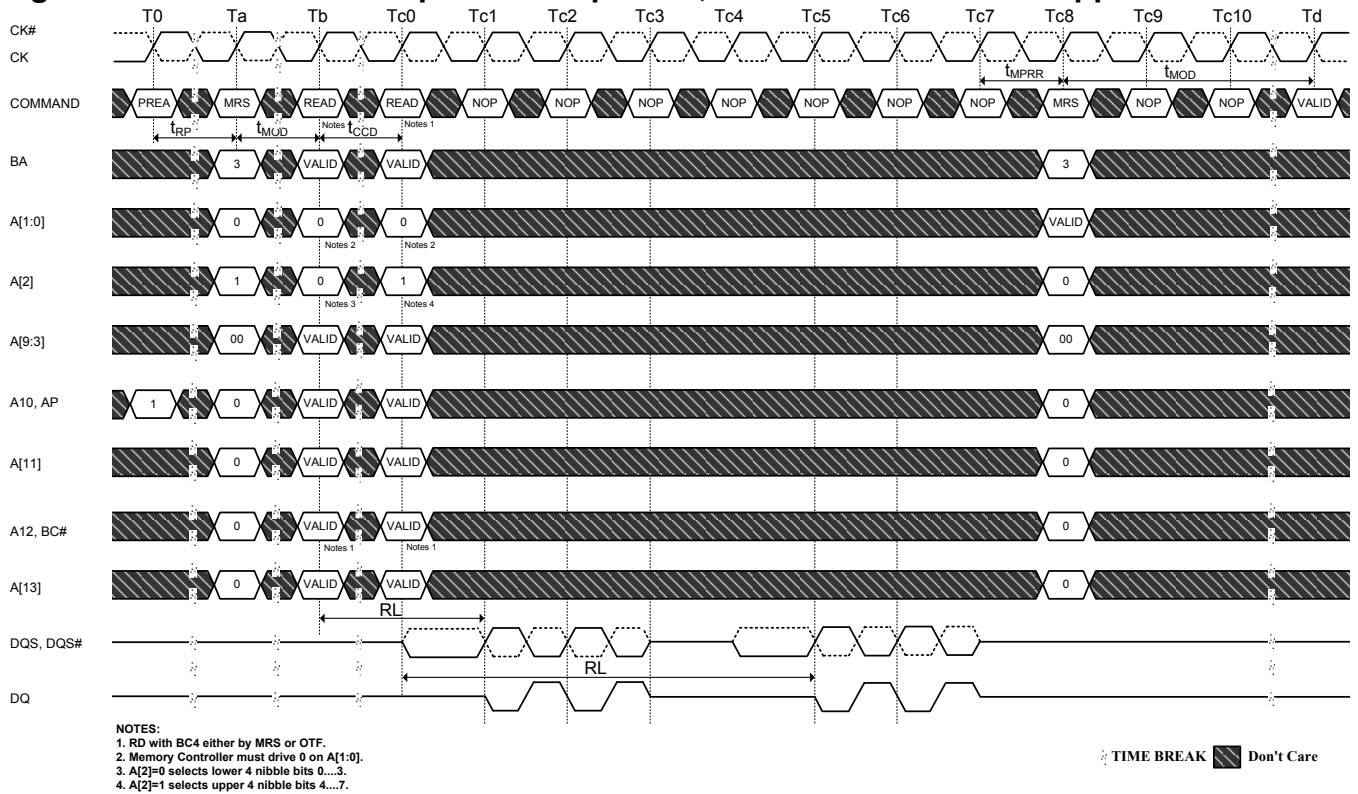 T0 Ta Tb Tc0 Tc1 Tc2 Tc3 Tc4 Tc5 Tc6 Tc7 Tc8 Tc9 Tc10 Td
CK#
CK
tMPRR tMOD
COMMAND PREA MRS READ READ NOP NOP NOP NOP NOP NOP NOP MRS NOP NOP VALID
Notes 1 Notes 1
tRP tMOD tCCD
BA 3 VALID VALID 3
A[1:0] 0 0 0 VALID
Notes 2 Notes 2
A[2] 1 0 1 0
Notes 3 Notes 4
A[9:3] 00 VALID VALID 00
A10, AP 1 0 VALID VALID 0
A[11] 0 VALID VALID 0
A12, BC# 0 VALID VALID 0
Notes 1 Notes 1
A[13] 0 VALID VALID 0
RL
DQS, DQS#
RL
DQ
NOTES:
1. RD with BC4 either by MRS or OTF.
2. Memory Controller must drive 0 on A[1:0].
3. A[2]=0 selects lower 4 nibble bits 0....3.
4. A[2]=1 selects upper 4 nibble bits 4....7.
TIME BREAK Don't Care